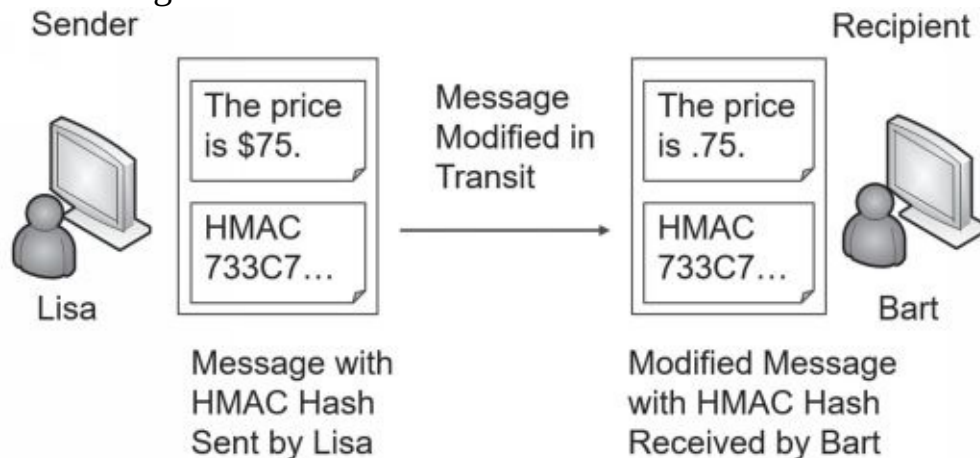 Sender
Recipient
The price
is $75.
HMAC
733C7...
Lisa
Message
Modified in
Transit
The price
is .75.
HMAC
733C7...
Bart
Message with
HMAC Hash
Sent by Lisa
Modified Message
with HMAC Hash
Received by Bart